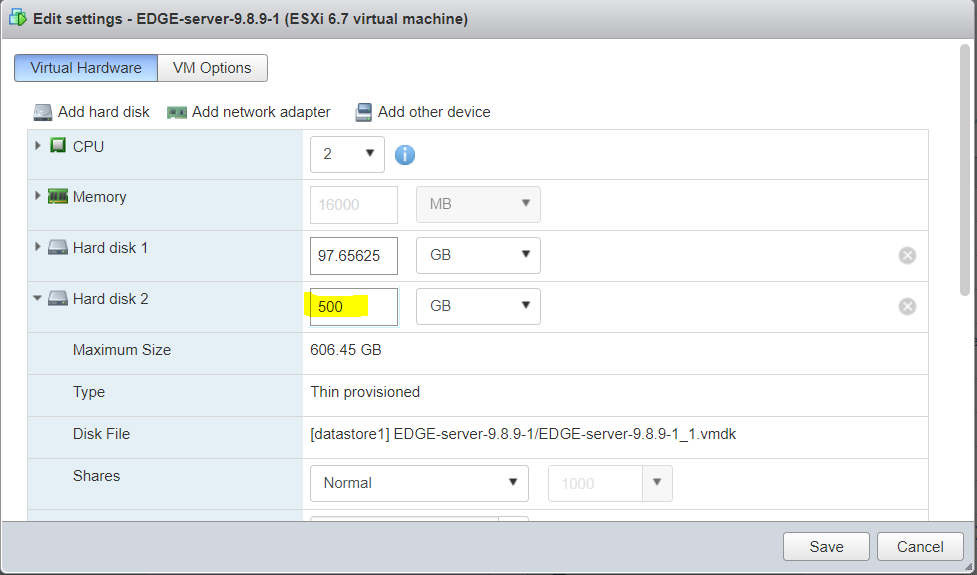 Edit settings - EDGE-server-9.8.9-1 (ESXi 6.7 virtual machine)
Virtual Hardware VM Options
Add hard disk Add network adapter Add other device
CPU 2
Memory 16000 MB
Hard disk 1 97.65625 GB
Hard disk 2 500 GB
Maximum Size 606.45 GB
Type Thin provisioned
Disk File [datastore1] EDGE-server-9.8.9-1/EDGE-server-9.8.9-1_1.vmdk
Shares Normal 1000
Save Cancel